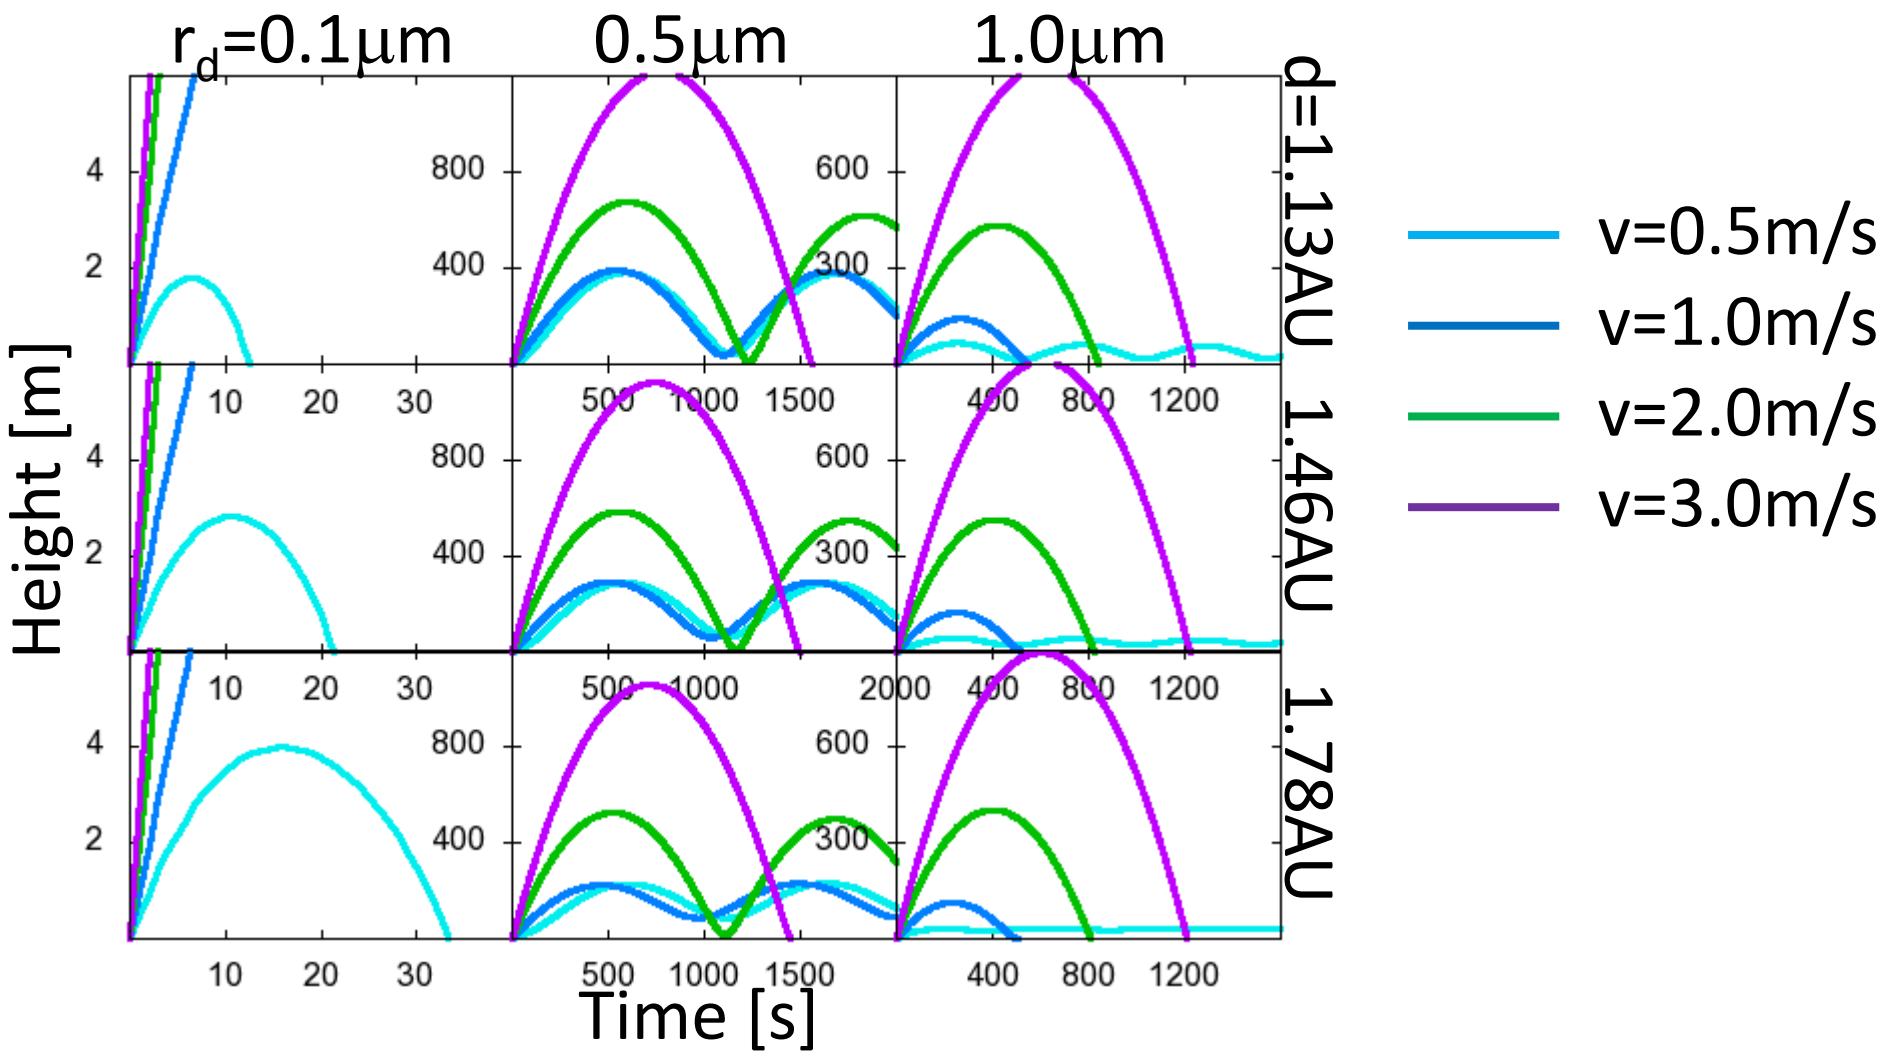 r_d=0.1μm 0.5μm 1.0μm
d=1.13AU
1.46AU
1.78AU
Height [m]
4 800 600
2 400 300
10 20 30 500 1000 1500 400 800 1200
4 800 600
2 400 300
10 20 30 500 1000 2000 400 800 1200
4 800 600
2 400 300
10 20 30 500 1000 1500 400 800 1200
Time [s]
v=0.5m/s
v=1.0m/s
v=2.0m/s
v=3.0m/s